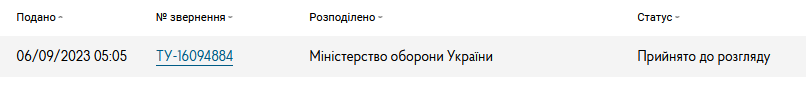 Подано № звернення Розподілено Статус
06/09/2023 05:05 ТУ-16094884 Міністерство оборони України Прийнято до розгляду